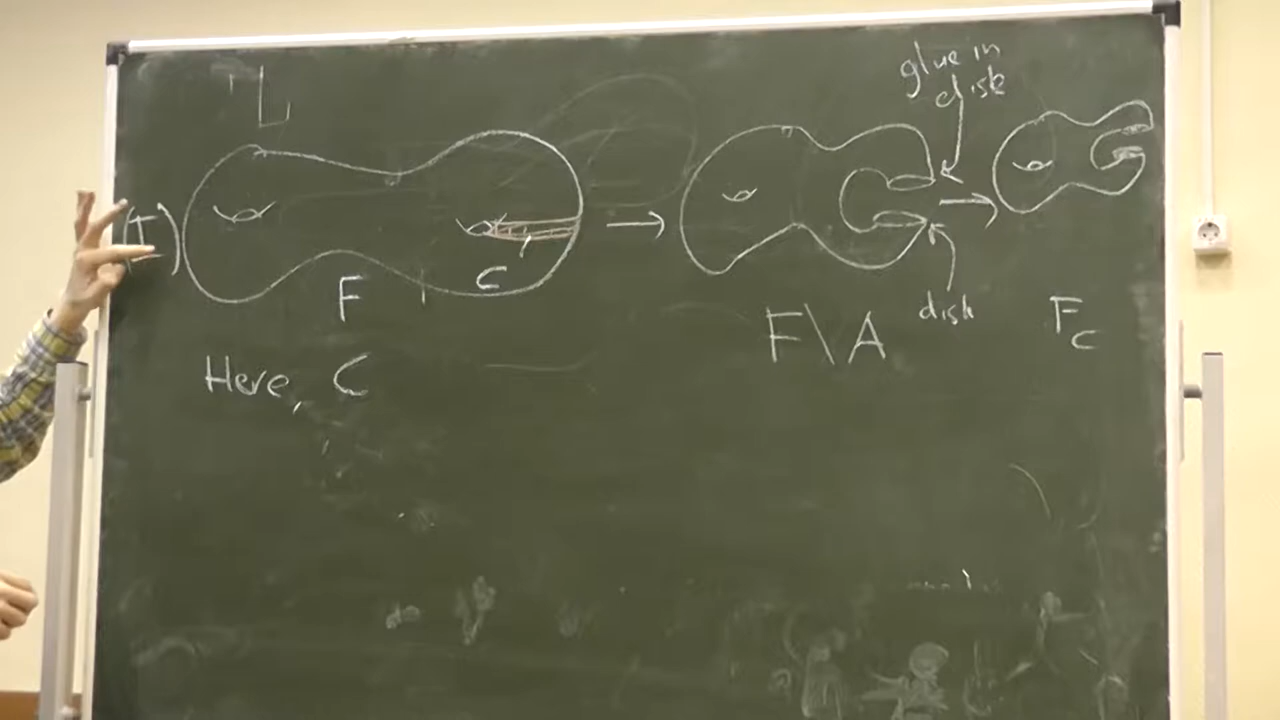 glue in
disk
C
F
F\A
disk
F_C
Here, C